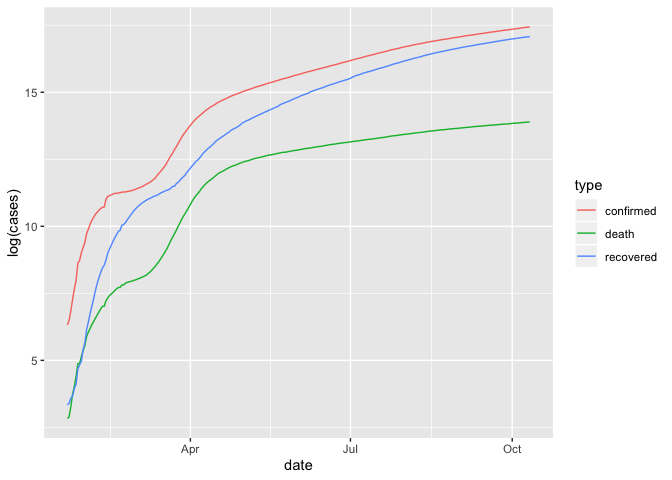 log(cases)
15
10
5
Apr
Jul
Oct
date
type
confirmed
death
recovered